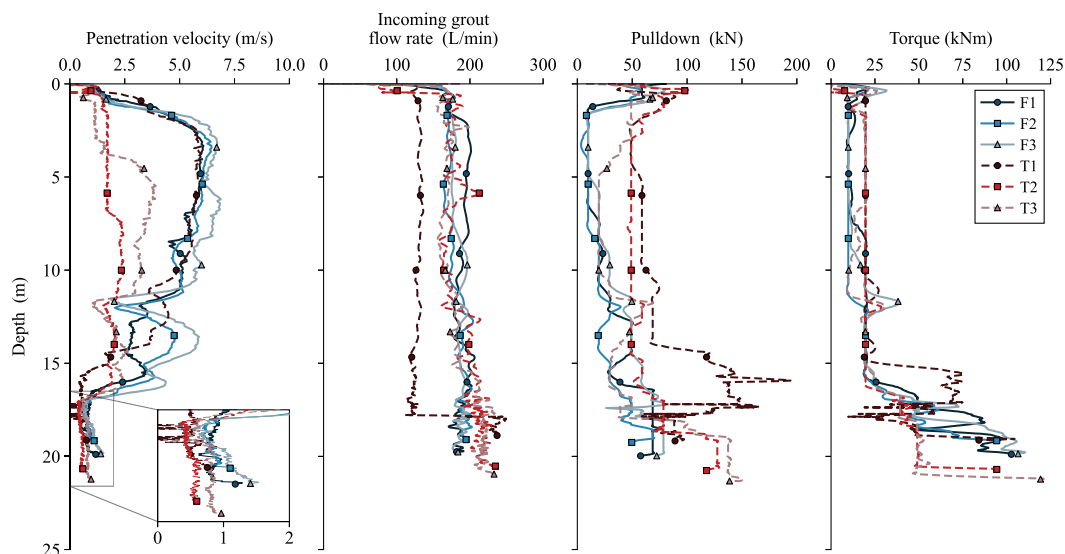 Penetration velocity (m/s)
0.0 2.5 5.0 7.5 10.0
Incoming grout
flow rate (L/min)
0 100 200 300
Pulldown (kN)
0 50 100 150 200
Torque (kNm)
0 25 50 75 100 125
Depth (m)
0
5
10
15
20
25
F1
F2
F3
T1
T2
T3
0 1 2